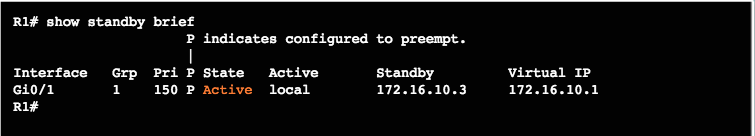 R1# show standby brief
P indicates configured to preempt.
|
Interface Grp Pri P State Active Standby Virtual IP
Gi0/1 1 150 P Active local 172.16.10.3 172.16.10.1
R1#